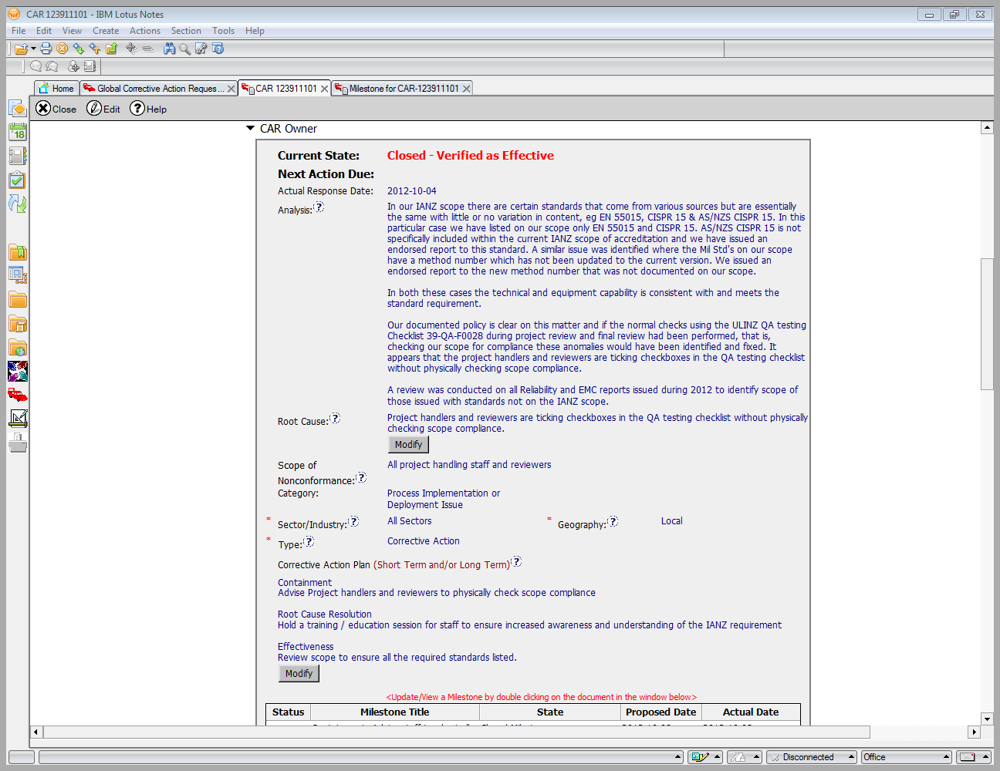 CAR 123911101 - IBM Lotus Notes
File Edit View Create Actions Section Tools Help
Home Global Corrective Action Reques... CAR 123911101 Milestone for CAR-123911101
Close Edit Help
18
CAR Owner
Current State: Closed - Verified as Effective
Next Action Due:
Actual Response Date: 2012-10-04
Analysis: In our IANZ scope there are certain standards that come from various sources but are essentially
the same with little or no variation in content, eg EN 55015, CISPR 15 & AS/NZS CISPR 15. In this
particular case we have listed on our scope only EN 55015 and CISPR 15. AS/NZS CISPR 15 is not
specifically included within the current IANZ scope of accreditation and we have issued an
endorsed report to this standard. A similar issue was identified where the Mil Std's on our scope
have a method number which has not been updated to the current version. We issued an
endorsed report to the new method number that was not documented on our scope.
In both these cases the technical and equipment capability is consistent with and meets the
standard requirement.
Our documented policy is clear on this matter and if the normal checks using the ULINZ QA testing
Checklist 39-QA-F0028 during project review and final review had been performed, that is,
checking our scope for compliance these anomalies would have been identified and fixed. It
appears that the project handlers and reviewers are ticking checkboxes in the QA testing checklist
without physically checking scope compliance.
A review was conducted on all Reliability and EMC reports issued during 2012 to identify scope of
those issued with standards not on the IANZ scope.
Root Cause: Project handlers and reviewers are ticking checkboxes in the QA testing checklist without physically
checking scope compliance.
Modify
Scope of All project handling staff and reviewers
Nonconformance:
Category: Process Implementation or
Deployment Issue
* Sector/Industry: All Sectors * Geography: Local
* Type: Corrective Action
Corrective Action Plan (Short Term and/or Long Term)
Containment
Advise Project handlers and reviewers to physically check scope compliance
Root Cause Resolution
Hold a training / education session for staff to ensure increased awareness and understanding of the IANZ requirement
Effectiveness
Review scope to ensure all the required standards listed.
Modify
<Update/View a Milestone by double clicking on the document in the window below>
Status Milestone Title State Proposed Date Actual Date
Disconnected Office